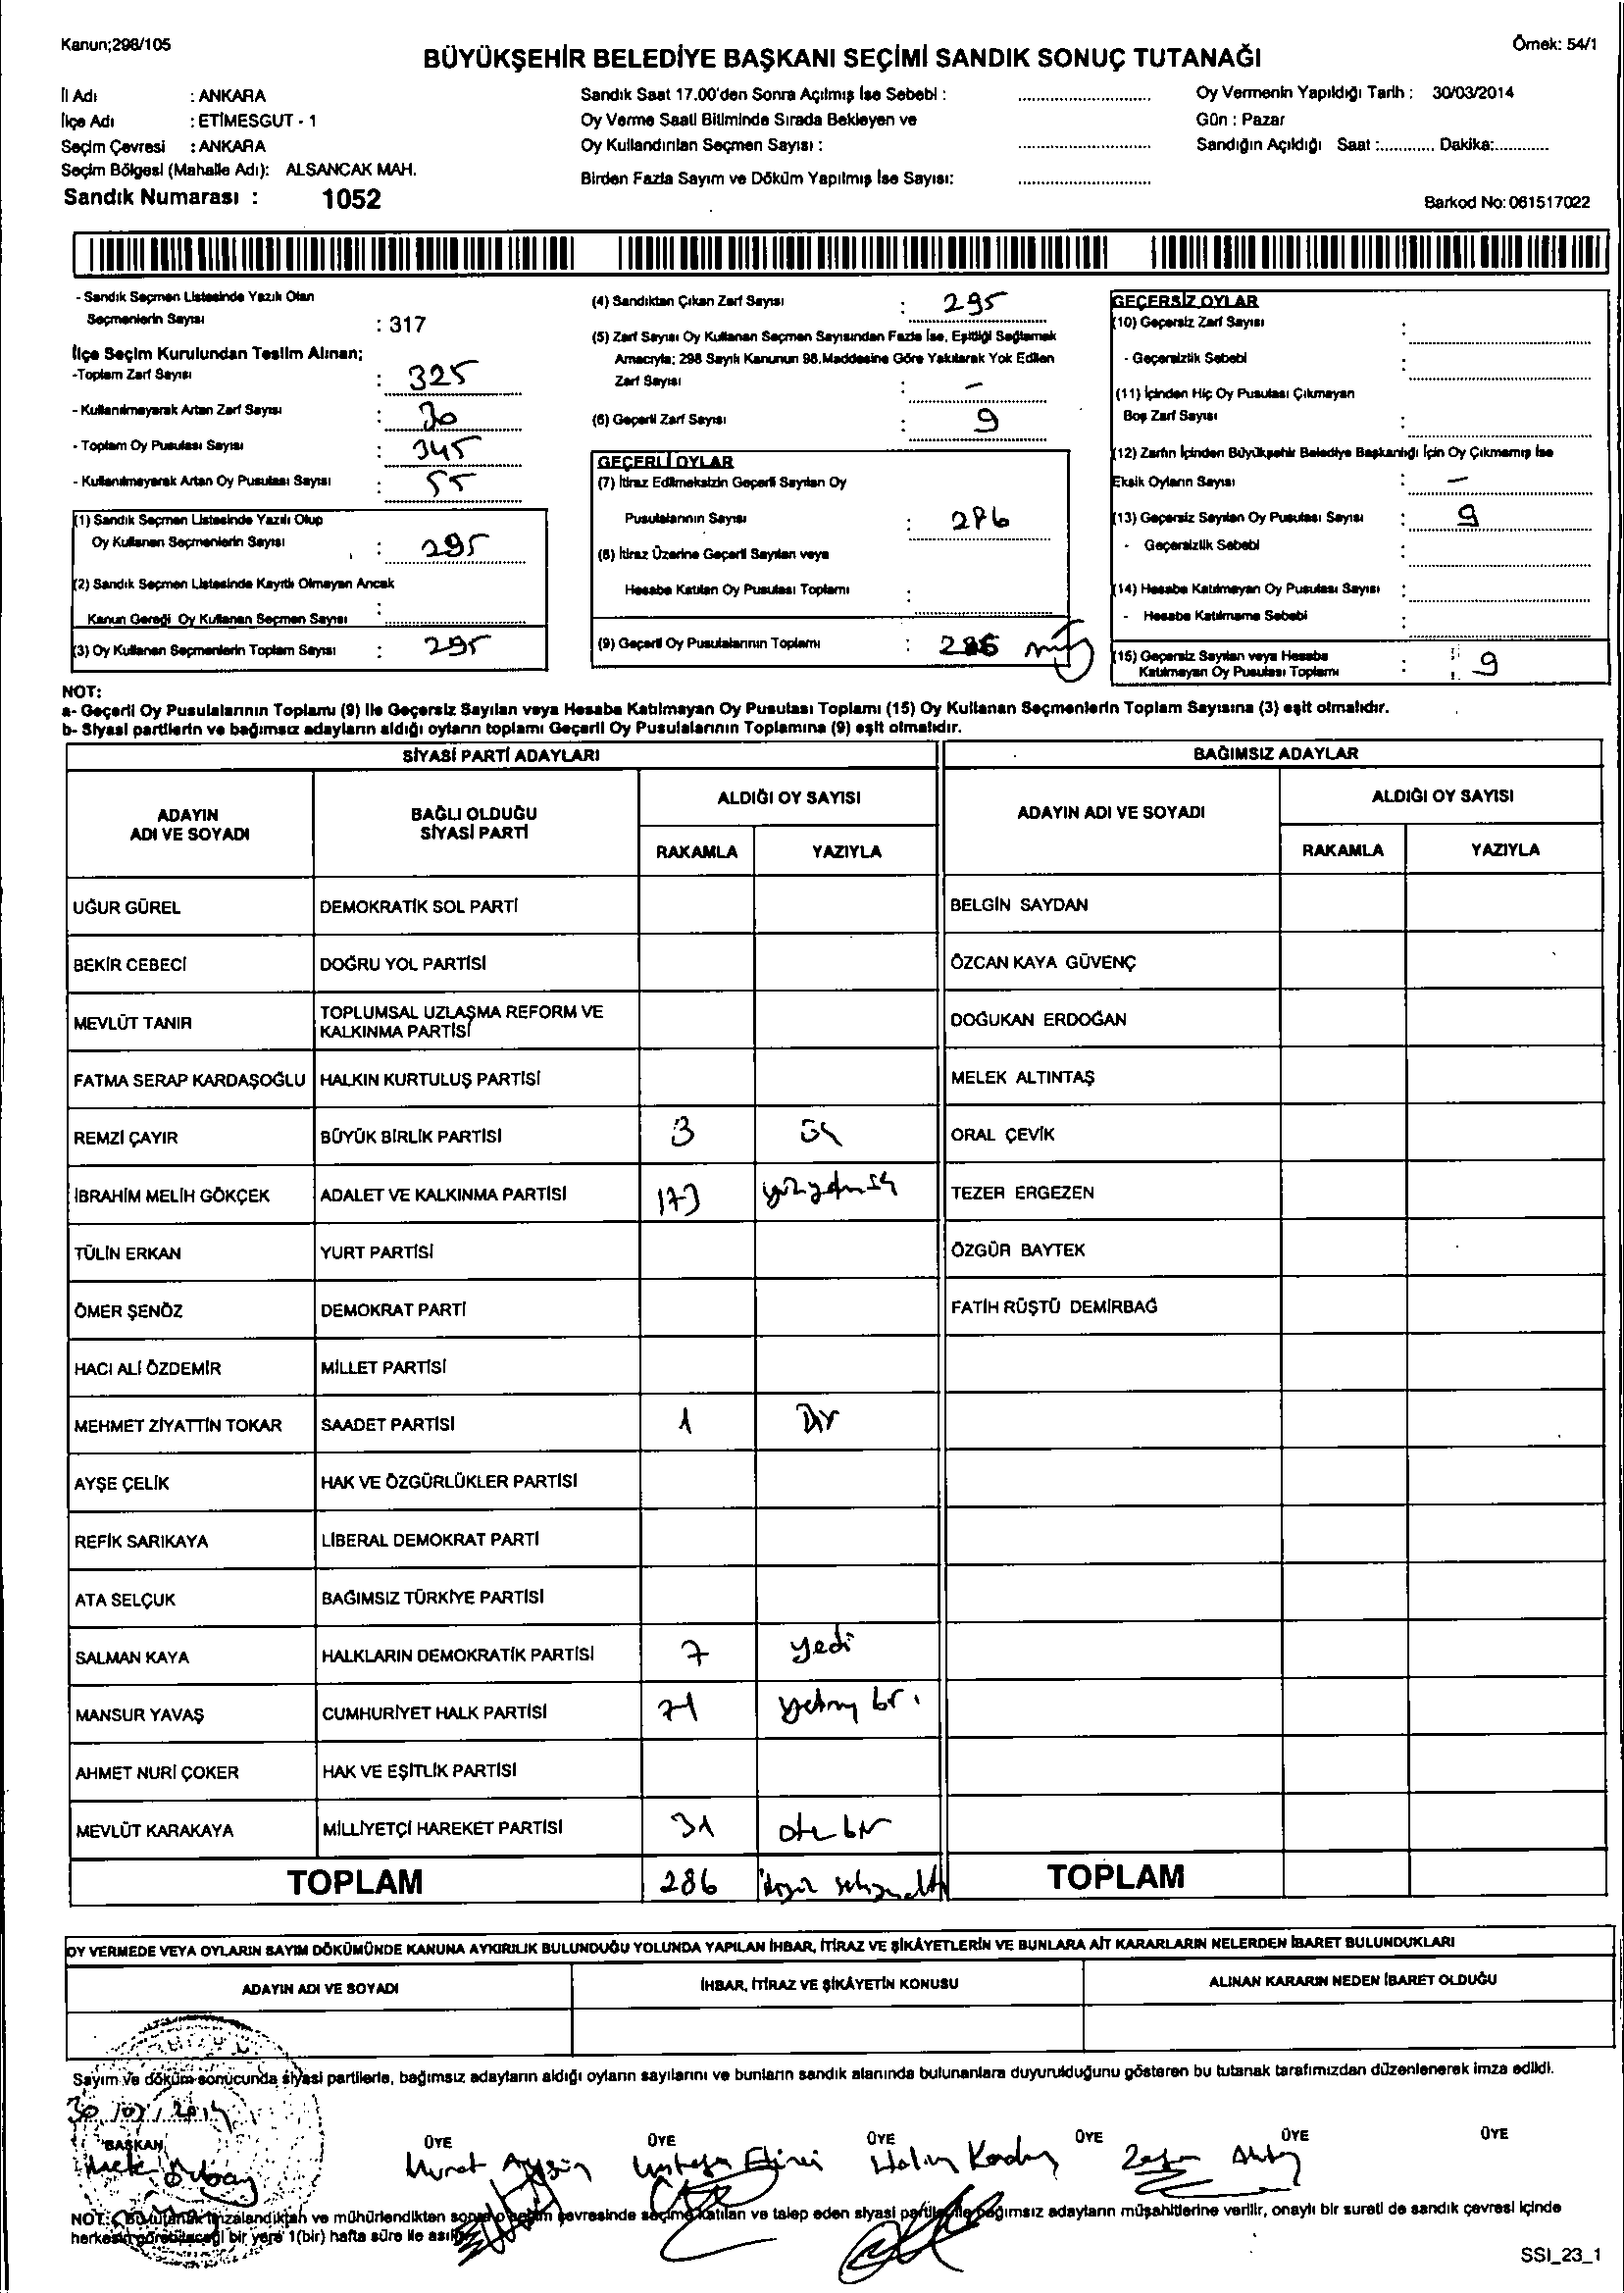 Kanun;298/105
Örnek: 54/1
BÜYÜKŞEHİR BELEDİYE BAŞKANI SEÇİMİ SANDIK SONUÇ TUTANAĞI
İl Adı : ANKARA
İlçe Adı : ETİMESGUT - 1
Seçim Çevresi : ANKARA
Seçim Bölgesi (Mahalle Adı): ALSANCAK MAH.
Sandık Numarası : 1052
Sandık Saat 17.00'den Sonra Açılmış İse Sebebi :
Oy Verme Saati Bitiminde Sırada Bekleyen ve
Oy Kullandırılan Seçmen Sayısı :
Birden Fazla Sayım ve Döküm Yapılmış İse Sayısı:
Oy Vermenin Yapıldığı Tarih : 30/03/2014
Gün : Pazar
Sandığın Açıldığı Saat :............ Dakika:............
Barkod No: 061517022
- Sandık Seçmen Listesinde Yazılı Olan
Seçmenlerin Sayısı : 317
İlçe Seçim Kurulundan Teslim Alınan;
-Toplam Zarf Sayısı : 325
- Kullanılmayarak Artan Zarf Sayısı : 30
- Toplam Oy Pusulası Sayısı : 345
- Kullanılmayarak Artan Oy Pusulası Sayısı : 55
(1) Sandık Seçmen Listesinde Yazılı Olup
Oy Kullanan Seçmenlerin Sayısı : 295
(2) Sandık Seçmen Listesinde Kayıtlı Olmayan Ancak
Kanun Gereği Oy Kullanan Seçmen Sayısı :
(3) Oy Kullanan Seçmenlerin Toplam Sayısı : 295
(4) Sandıktan Çıkan Zarf Sayısı : 295
(5) Zarf Sayısı Oy Kullanan Seçmen Sayısından Fazla İse, Eşitliği Sağlamak
Amacıyla; 298 Sayılı Kanunun 98.Maddesine Göre Yakılarak Yok Edilen
Zarf Sayısı : -
(6) Geçerli Zarf Sayısı : 9
GEÇERLİ OYLAR
(7) İtiraz Edilmeksizin Geçerli Sayılan Oy
Pusulalarının Sayısı : 286
(8) İtiraz Üzerine Geçerli Sayılan veya
Hesaba Katılan Oy Pusulası Toplamı :
(9) Geçerli Oy Pusulalarının Toplamı : 286
GEÇERSİZ OYLAR
(10) Geçersiz Zarf Sayısı :
- Geçersizlik Sebebi :
(11) İçinden Hiç Oy Pusulası Çıkmayan
Boş Zarf Sayısı :
(12) Zarfın İçinden Büyükşehir Belediye Başkanlığı İçin Oy Çıkmamış İse
Eksik Oyların Sayısı : -
(13) Geçersiz Sayılan Oy Pusulası Sayısı : 9
- Geçersizlik Sebebi :
(14) Hesaba Katılmayan Oy Pusulası Sayısı :
- Hesaba Katılmama Sebebi :
(15) Geçersiz Sayılan veya Hesaba
Katılmayan Oy Pusulası Toplamı : 9
NOT:
a- Geçerli Oy Pusulalarının Toplamı (9) İle Geçersiz Sayılan veya Hesaba Katılmayan Oy Pusulası Toplamı (15) Oy Kullanan Seçmenlerin Toplam Sayısına (3) eşit olmalıdır.
b- Siyasi partilerin ve bağımsız adayların aldığı oyların toplamı Geçerli Oy Pusulalarının Toplamına (9) eşit olmalıdır.
SİYASİ PARTİ ADAYLARI
BAĞIMSIZ ADAYLAR
ADAYIN
ADI VE SOYADI
BAĞLI OLDUĞU
SİYASİ PARTİ
ALDIĞI OY SAYISI
RAKAMLA YAZIYLA
ADAYIN ADI VE SOYADI
ALDIĞI OY SAYISI
RAKAMLA YAZIYLA
UĞUR GÜREL DEMOKRATİK SOL PARTİ BELGİN SAYDAN
BEKİR CEBECİ DOĞRU YOL PARTİSİ ÖZCAN KAYA GÜVENÇ
MEVLÜT TANIR TOPLUMSAL UZLAŞMA REFORM VE
KALKINMA PARTİSİ DOĞUKAN ERDOĞAN
FATMA SERAP KARDAŞOĞLU HALKIN KURTULUŞ PARTİSİ MELEK ALTINTAŞ
REMZİ ÇAYIR BÜYÜK BİRLİK PARTİSİ 3 üç ORAL ÇEVİK
İBRAHİM MELİH GÖKÇEK ADALET VE KALKINMA PARTİSİ 173 yüzyetmişüç TEZER ERGEZEN
TÜLİN ERKAN YURT PARTİSİ ÖZGÜR BAYTEK
ÖMER ŞENÖZ DEMOKRAT PARTİ FATİH RÜŞTÜ DEMİRBAĞ
HACI ALİ ÖZDEMİR MİLLET PARTİSİ
MEHMET ZİYATTİN TOKAR SAADET PARTİSİ 1 Bir
AYŞE ÇELİK HAK VE ÖZGÜRLÜKLER PARTİSİ
REFİK SARIKAYA LİBERAL DEMOKRAT PARTİ
ATA SELÇUK BAĞIMSIZ TÜRKİYE PARTİSİ
SALMAN KAYA HALKLARIN DEMOKRATİK PARTİSİ 7 yedi
MANSUR YAVAŞ CUMHURİYET HALK PARTİSİ 71 yetmiş bir
AHMET NURİ ÇOKER HAK VE EŞİTLİK PARTİSİ
MEVLÜT KARAKAYA MİLLİYETÇİ HAREKET PARTİSİ 31 otuz bir
TOPLAM 286 ikiyüz seksenaltı TOPLAM
OY VERMEDE VEYA OYLARIN SAYIM DÖKÜMÜNDE KANUNA AYKIRILIK BULUNDUĞU YOLUNDA YAPILAN İHBAR, İTİRAZ VE ŞİKÂYETLERİN VE BUNLARA AİT KARARLARIN NELERDEN İBARET BULUNDUKLARI
ADAYIN ADI VE SOYADI İHBAR, İTİRAZ VE ŞİKÂYETİN KONUSU ALINAN KARARIN NEDEN İBARET OLDUĞU
Sayım ve döküm sonucunda siyasi partilerle, bağımsız adayların aldığı oyların sayılarını ve bunların sandık alanında bulunanlara duyurulduğunu gösteren bu tutanak tarafımızdan düzenlenerek imza edildi.
30/03/2014
BAŞKAN ÜYE ÜYE ÜYE ÜYE ÜYE ÜYE
Murat Mustafa
NOT: Bu tutanak imzalandıktan ve mühürlendikten sonra o seçim çevresinde seçime katılan ve talep eden siyasi partiler ile bağımsız adayların müşahitlerine verilir, onaylı bir sureti de sandık çevresi içinde
herkesin görebileceği bir yere 1(bir) hafta süre ile asılır.
SSI_23_1